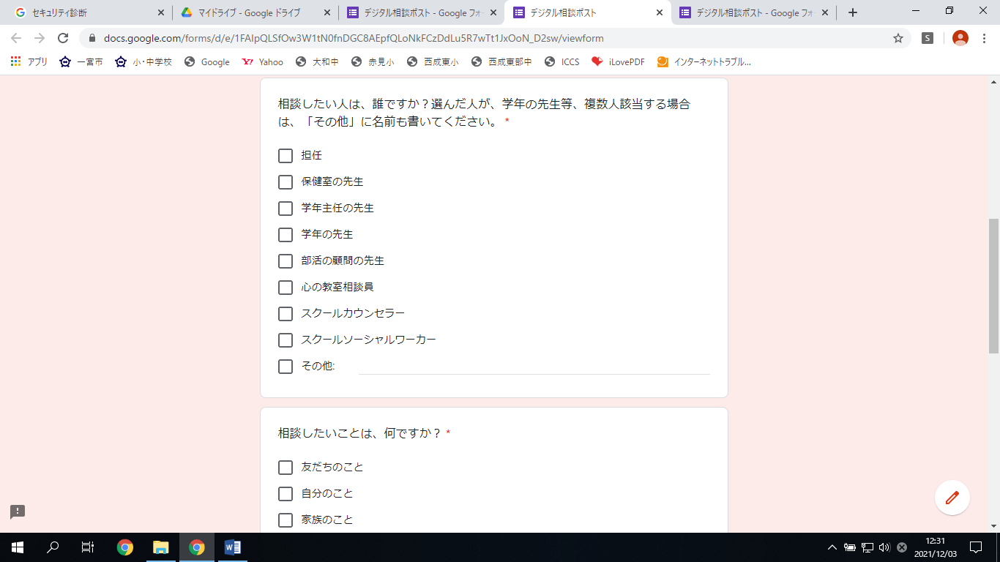 セキュリティ診断
マイドライブ - Google ドライブ
デジタル相談ポスト - Google フォ
デジタル相談ポスト
デジタル相談ポスト - Google フォ
docs.google.com/forms/d/e/1FAIpQLSfOw3W1tN0fnDGC8AEpfQLoNkFCzDdLu5R7wTt1JxOoN_D2sw/viewform
S
アプリ
一宮市
小・中学校
Google
Yahoo
大和中
赤見小
西成東小
西成東部中
ICCS
iLovePDF
インターネットトラブル...
相談したい人は、誰ですか？選んだ人が、学年の先生等、複数人該当する場合
は、「その他」に名前も書いてください。 *
担任
保健室の先生
学年主任の先生
学年の先生
部活の顧問の先生
心の教室相談員
スクールカウンセラー
スクールソーシャルワーカー
その他:
相談したいことは、何ですか？ *
友だちのこと
自分のこと
家族のこと
12:31
2021/12/03